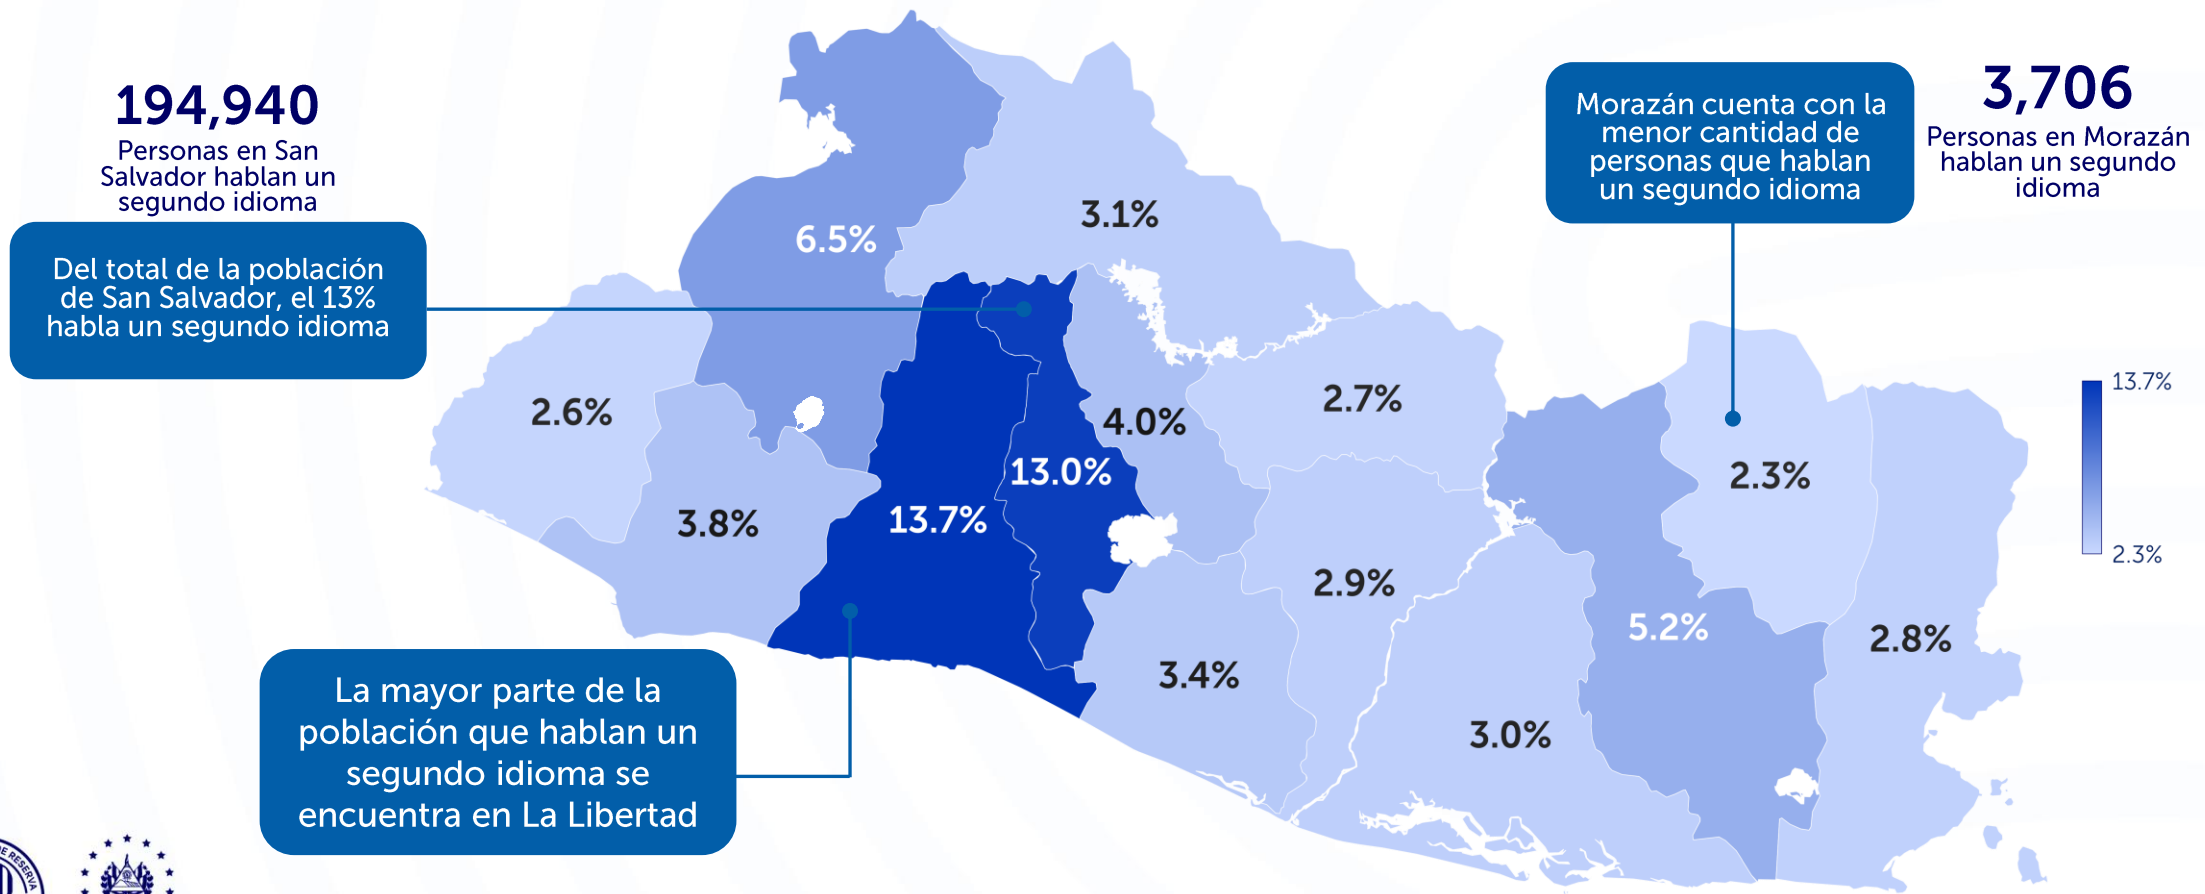 194,940
Personas en San
Salvador hablan un
segundo idioma
Del total de la población
de San Salvador, el 13%
habla un segundo idioma
Morazán cuenta con la
menor cantidad de
personas que hablan
un segundo idioma
3,706
Personas en Morazán
hablan un segundo
idioma
6.5%
3.1%
2.6%
3.8%
13.7%
13.0%
4.0%
2.7%
2.9%
3.4%
3.0%
5.2%
2.3%
2.8%
13.7%
2.3%
La mayor parte de la
población que hablan un
segundo idioma se
encuentra en La Libertad
DE RESERVA